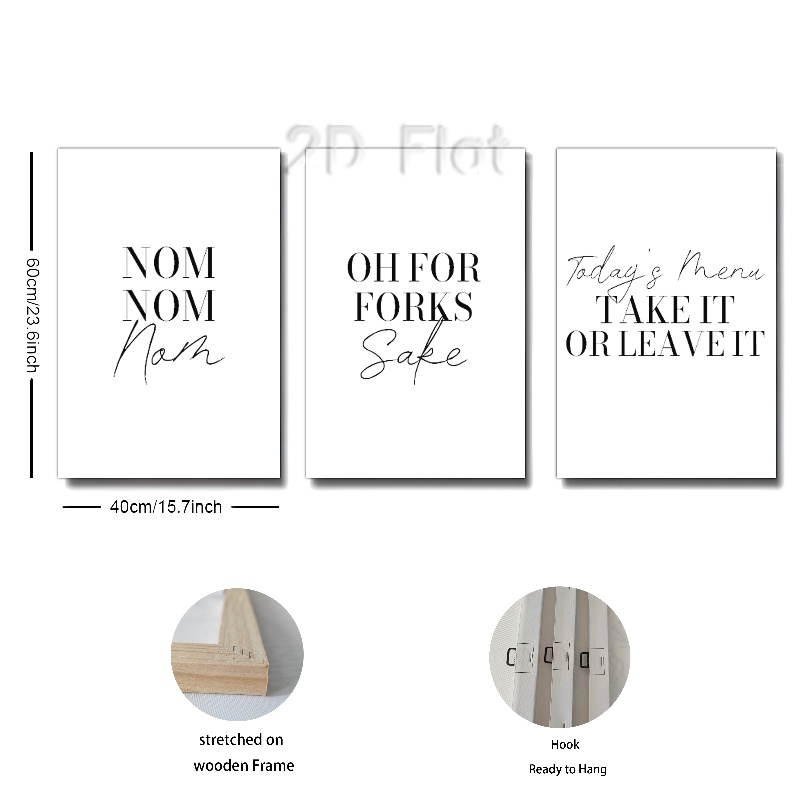 2D Flat
NOM
NOM
Nom
OH FOR
FORKS
Sake
Today's Menu
TAKE IT
OR LEAVE IT
60cm/23.6inch
40cm/15.7inch
stretched on
wooden Frame
Hook
Ready to Hang